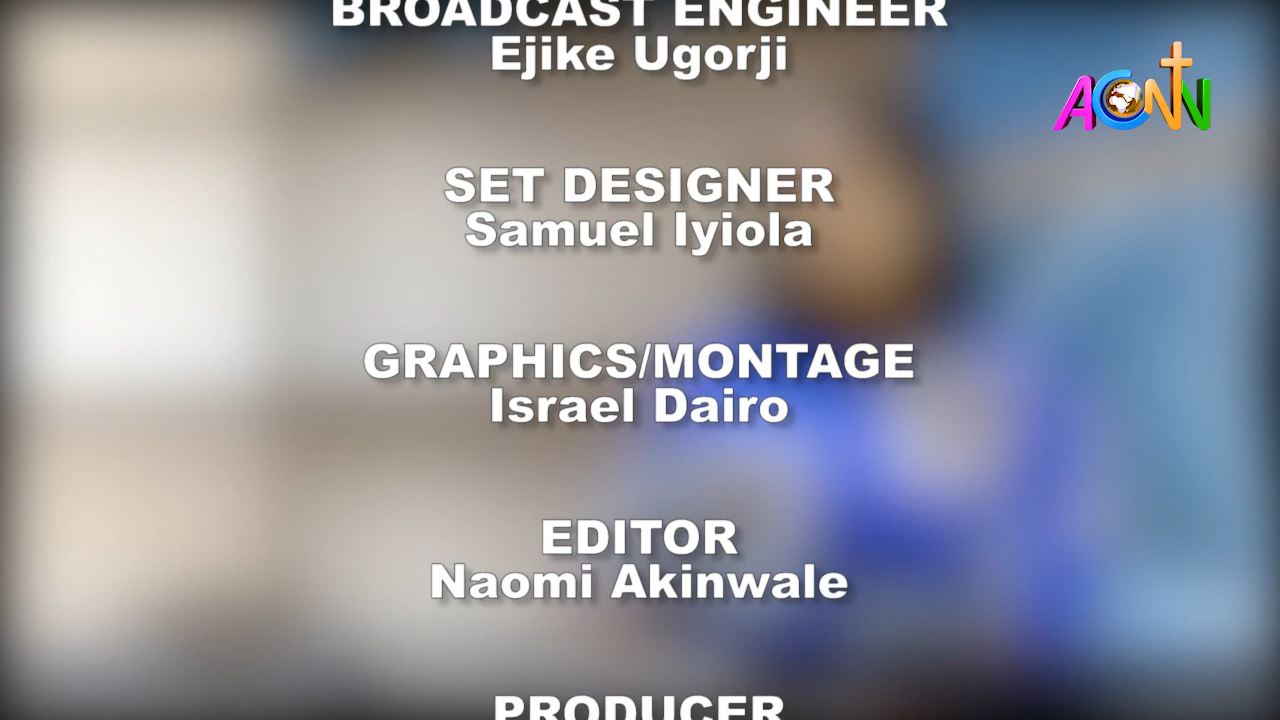 BROADCAST ENGINEER
Ejike Ugorji
ACNN
SET DESIGNER
Samuel Iyiola
GRAPHICS/MONTAGE
Israel Dairo
EDITOR
Naomi Akinwale
PRODUCER